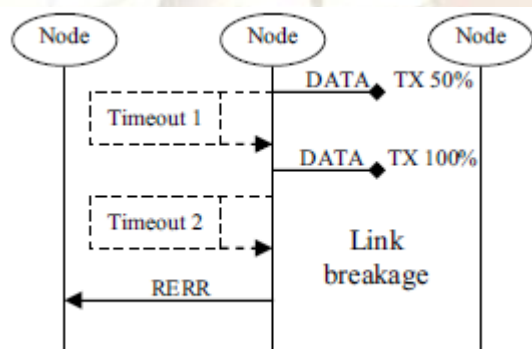 Node Node Node
DATA TX 50%
Timeout 1
DATA TX 100%
Timeout 2
Link
breakage
RERR